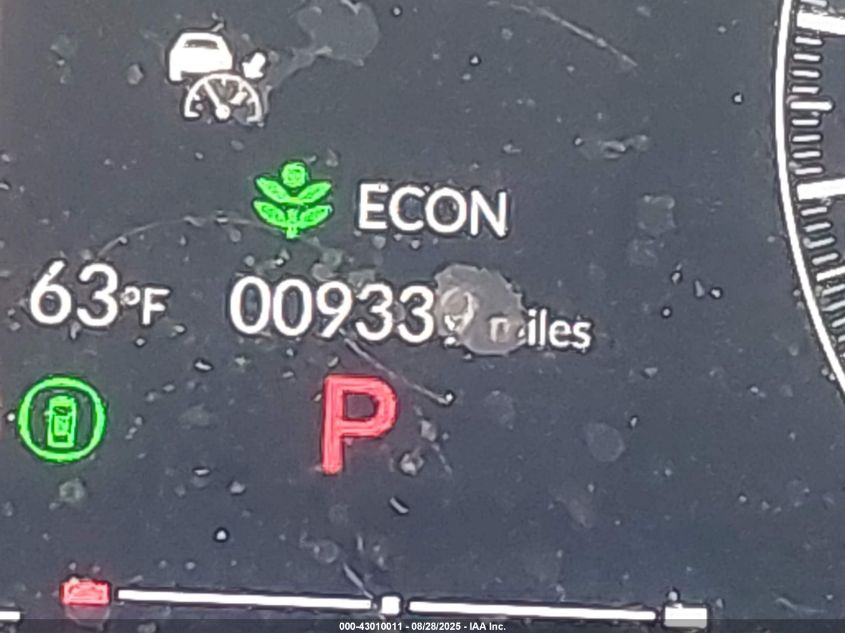 ECON
63°F
00933 miles
P
000-43010011 - 08/28/2025 - IAA Inc.